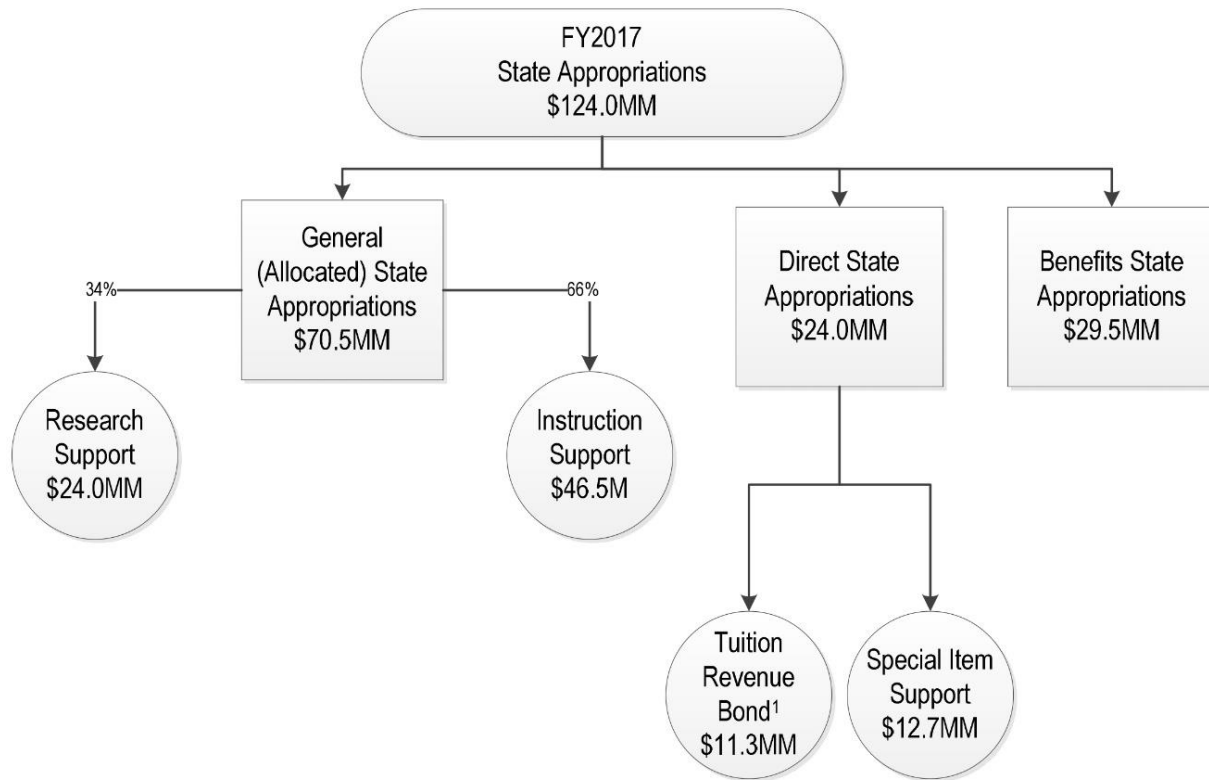 FY2017
State Appropriations
$124.0MM
General
(Allocated) State
Appropriations
$70.5MM
Direct State
Appropriations
$24.0MM
Benefits State
Appropriations
$29.5MM
34%
66%
Research
Support
$24.0MM
Instruction
Support
$46.5M
Tuition
Revenue
Bond¹
$11.3MM
Special Item
Support
$12.7MM